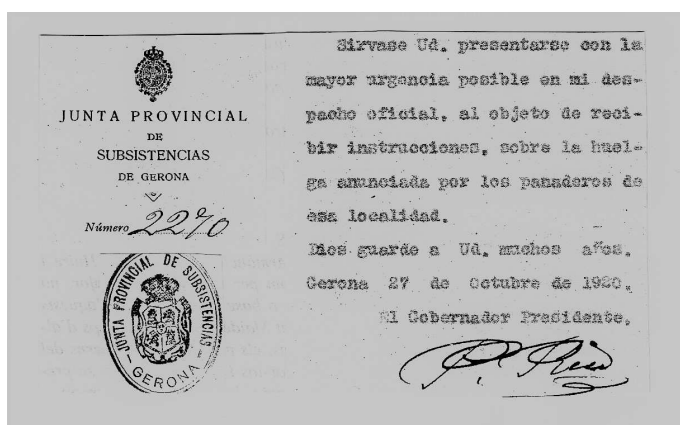 JUNTA PROVINCIAL
DE
SUBSISTENCIAS
DE GERONA
Número 2270
JUNTA PROVINCIAL DE SUBSISTENCIAS
GERONA
Sirvase Ud. presentarse con la
mayor urgencia posible en mi des-
pacho oficial, al objeto de reci-
bir instrucciones, sobre la huel-
ga anunciada por los panaderos de
esa localidad.
Dios guarde a Ud. muchos años.
Gerona 27 de Octubre de 1920.
El Gobernador Presidente,